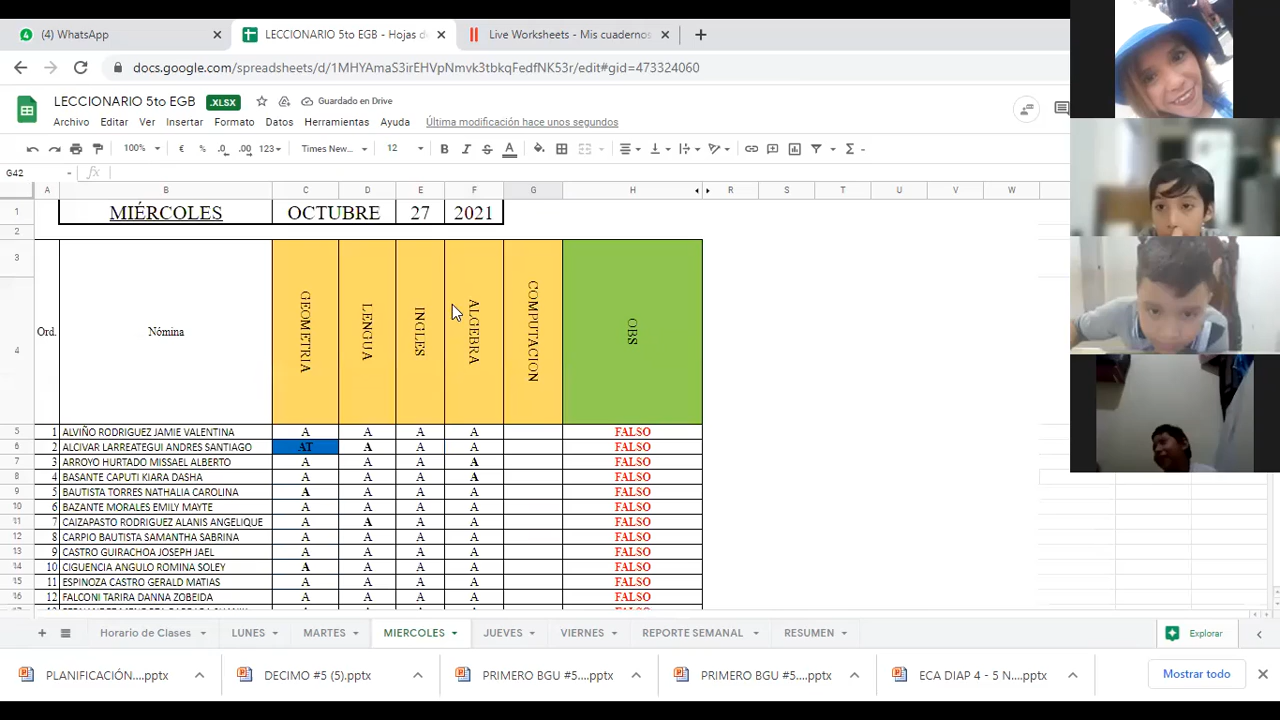 (4) WhatsApp
LECCIONARIO 5to EGB - Hojas de
Live Worksheets - Mis cuadernos
docs.google.com/spreadsheets/d/1MHYAmaS3irEHVpNmvk3tbkqFedfNK53r/edit#gid=473324060
LECCIONARIO 5to EGB .XLSX Guardado en Drive
Archivo Editar Ver Insertar Formato Datos Herramientas Ayuda Última modificación hace unos segundos
100% € % .0 .00 123 Times New... 12 B I S A
G42 fx
A B C D E F G H R S T U V W
1 MIÉRCOLES OCTUBRE 27 2021
2
3
4 Ord. Nómina GEOMETRIA LENGUA INGLES ALGEBRA COMPUTACION OBS
5 1 ALVIÑO RODRIGUEZ JAMIE VALENTINA A A A A FALSO
6 2 ALCIVAR LARREATEGUI ANDRES SANTIAGO AT A A A FALSO
7 3 ARROYO HURTADO MISSAEL ALBERTO A A A A FALSO
8 4 BASANTE CAPUTI KIARA DASHA A A A A FALSO
9 5 BAUTISTA TORRES NATHALIA CAROLINA A A A A FALSO
10 6 BAZANTE MORALES EMILY MAYTE A A A A FALSO
11 7 CAIZAPASTO RODRIGUEZ ALANIS ANGELIQUE A A A A FALSO
12 8 CARPIO BAUTISTA SAMANTHA SABRINA A A A A FALSO
13 9 CASTRO GUIRACHOA JOSEPH JAEL A A A A FALSO
14 10 CIGUENCIA ANGULO ROMINA SOLEY A A A A FALSO
15 11 ESPINOZA CASTRO GERALD MATIAS A A A A FALSO
16 12 FALCONI TARIRA DANNA ZOBEIDA A A A A FALSO
Horario de Clases LUNES MARTES MIERCOLES JUEVES VIERNES REPORTE SEMANAL RESUMEN Explorar
PLANIFICACIÓN....pptx DECIMO #5 (5).pptx PRIMERO BGU #5....pptx PRIMERO BGU #5....pptx ECA DIAP 4 - 5 N....pptx Mostrar todo